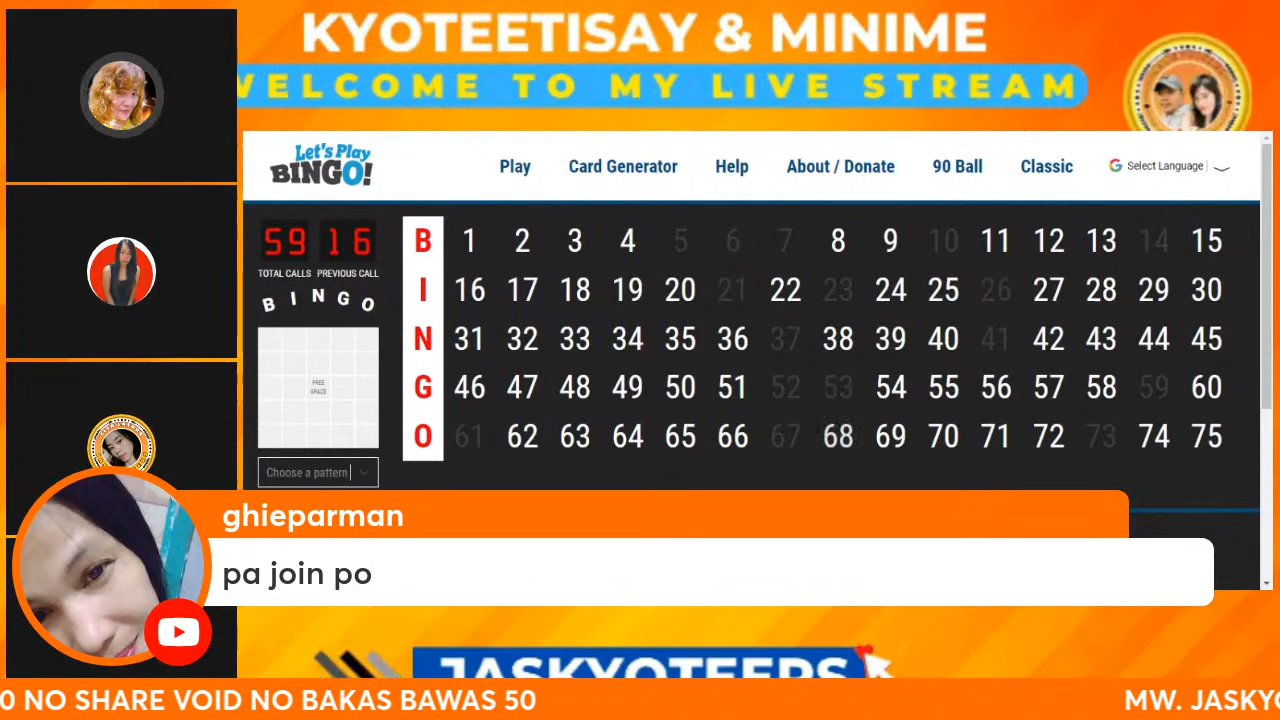 KYOTEETISAY & MINIME
WELCOME TO MY LIVE STREAM
Let's Play
BINGO!
Play Card Generator Help About / Donate 90 Ball Classic Select Language
59 16
TOTAL CALLS PREVIOUS CALL
B I N G O
FREE
SPACE
Choose a pattern
B 1 2 3 4 5 6 7 8 9 10 11 12 13 14 15
I 16 17 18 19 20 21 22 23 24 25 26 27 28 29 30
N 31 32 33 34 35 36 37 38 39 40 41 42 43 44 45
G 46 47 48 49 50 51 52 53 54 55 56 57 58 59 60
O 61 62 63 64 65 66 67 68 69 70 71 72 73 74 75
ghieparman
pa join po
JASKYOTEERS
0 NO SHARE VOID NO BAKAS BAWAS 50 MW. JASKYO